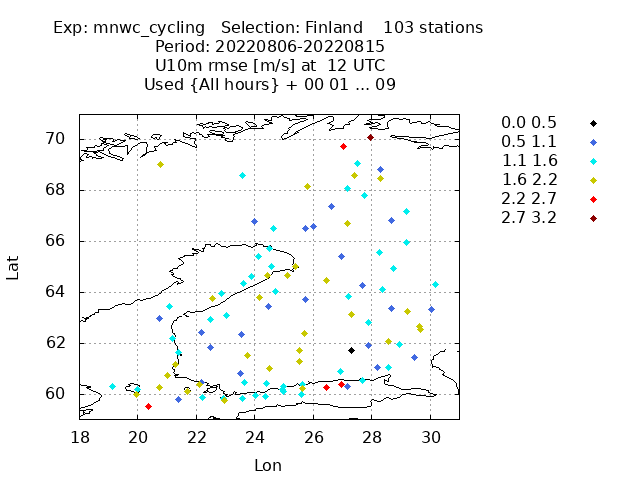 Exp: mnwc_cycling   Selection: Finland    103 stations
Period: 20220806-20220815
U10m rmse [m/s] at  12 UTC
Used {All hours} + 00 01 ... 09
0.0 0.5
0.5 1.1
1.1 1.6
1.6 2.2
2.2 2.7
2.7 3.2
70
68
66
64
62
60
Lat
18 20 22 24 26 28 30
Lon